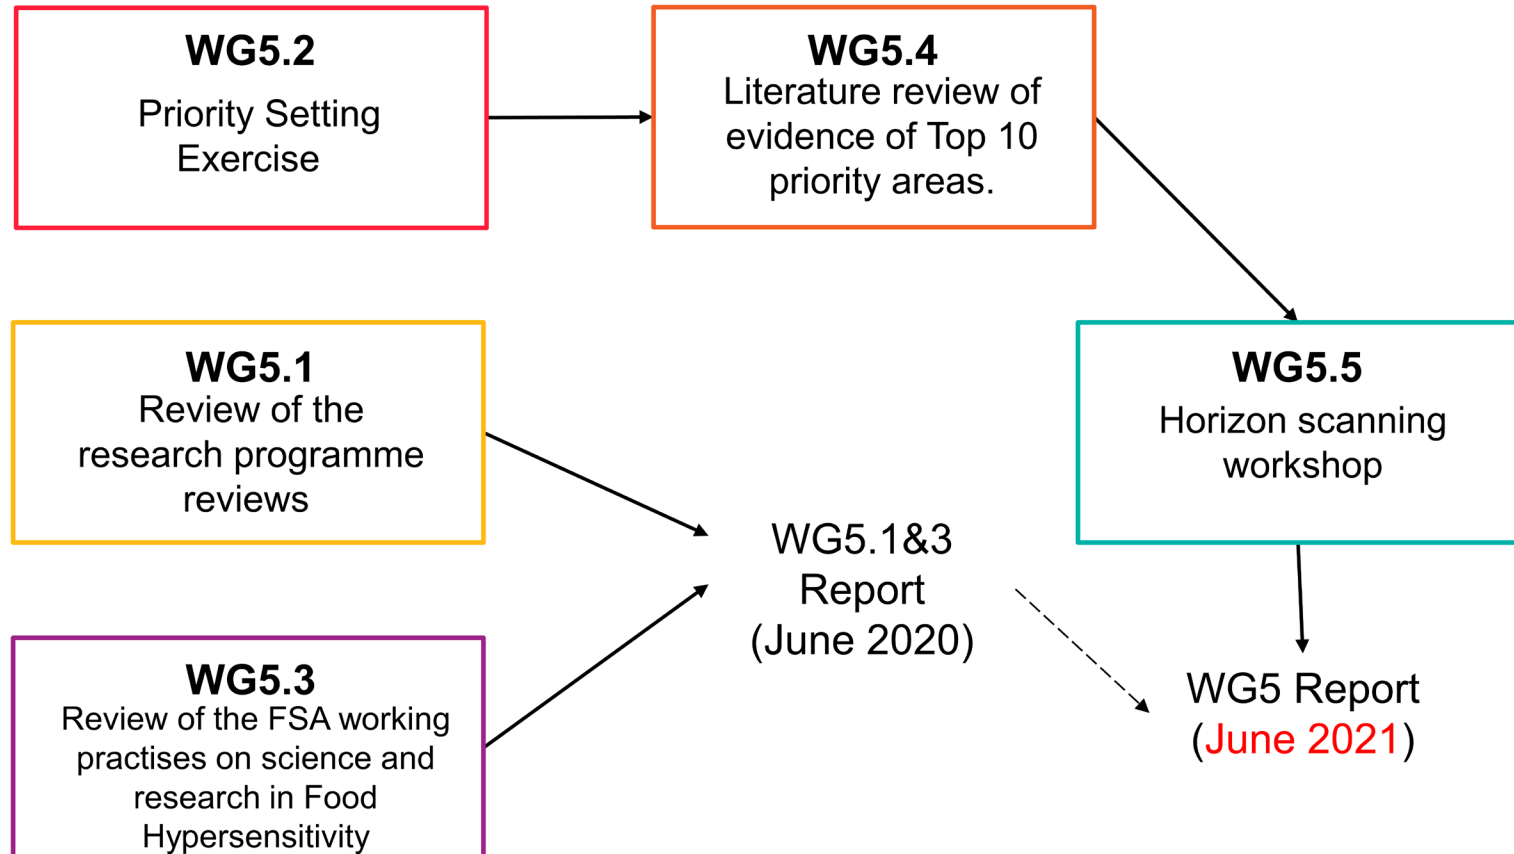 WG5.2
Priority Setting
Exercise
WG5.4
Literature review of
evidence of Top 10
priority areas.
WG5.1
Review of the
research programme
reviews
WG5.5
Horizon scanning
workshop
WG5.1&3
Report
(June 2020)
WG5.3
Review of the FSA working
practises on science and
research in Food
Hypersensitivity
WG5 Report
(June 2021)